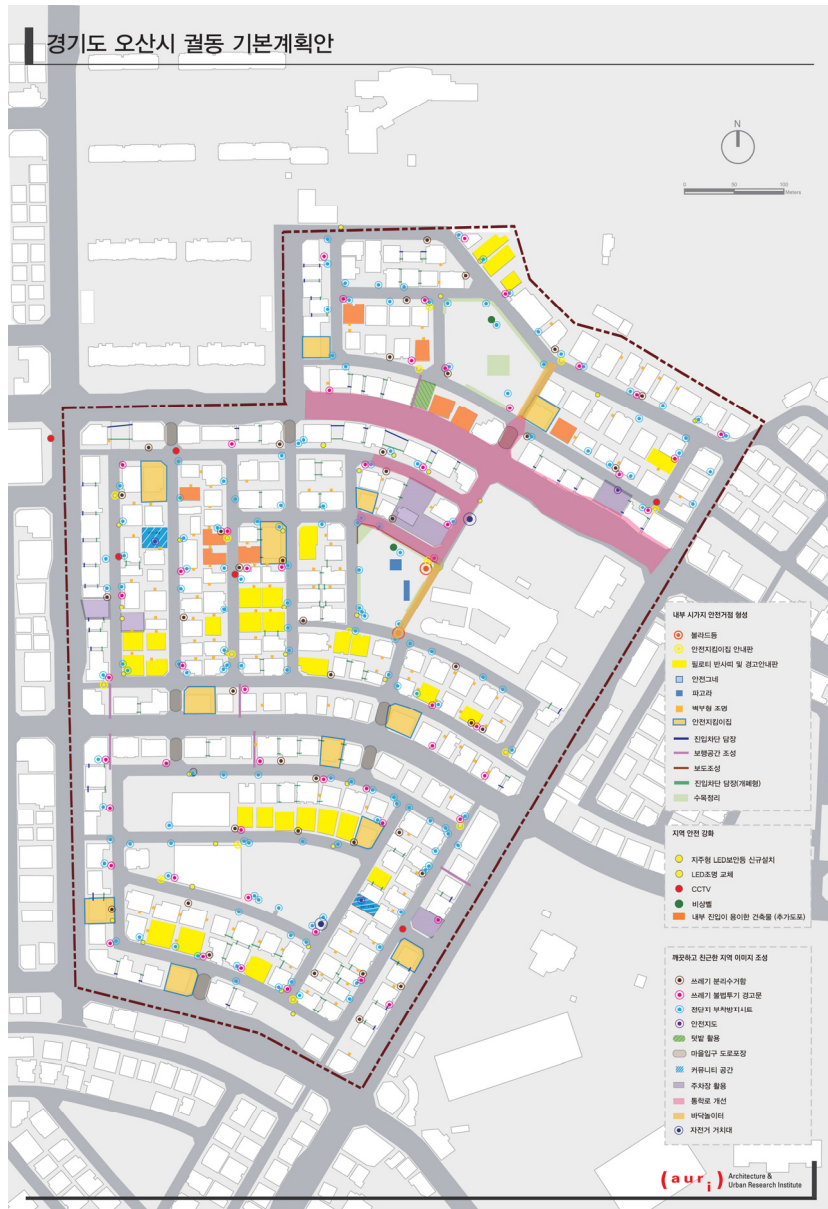 경기도 오산시 궐동 기본계획안
N
0 50 100
Meters
내부 시가지 안전거점 형성
볼라드등
안전지킴이집 안내판
필로티 반사띠 및 경고안내판
안전그네
파고라
벽부형 조명
안전지킴이집
진입차단 담장
보행공간 조성
보도조성
진입차단 담장(개폐형)
수목정리
지역 안전 강화
지주형 LED보안등 신규설치
LED조명 교체
CCTV
비상벨
내부 진입이 용이한 건축물 (추가도포)
깨끗하고 친근한 지역 이미지 조성
쓰레기 분리수거함
쓰레기 불법투기 경고문
전단지 부착방지시트
안전지도
텃밭 활용
마을입구 도로포장
커뮤니티 공간
주차장 활용
통학로 개선
바닥놀이터
자전거 거치대
(auri)
Architecture &
Urban Research Institute